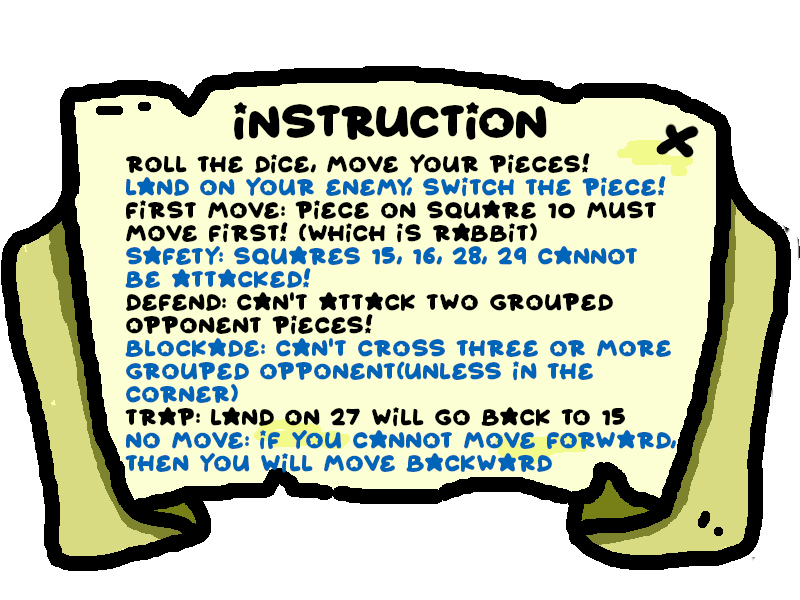 INSTRUCTION
ROLL THE DICE, MOVE YOUR PIECES!
LAND ON YOUR ENEMY, SWITCH THE PIECE!
FIRST MOVE: PIECE ON SQUARE 10 MUST
MOVE FIRST! (WHICH IS RABBIT)
SAFETY: SQUARES 15, 16, 28, 29 CANNOT
BE ATTACKED!
DEFEND: CAN'T ATTACK TWO GROUPED
OPPONENT PIECES!
BLOCKADE: CAN'T CROSS THREE OR MORE
GROUPED OPPONENT(UNLESS IN THE
CORNER)
TRAP: LAND ON 27 WILL GO BACK TO 15
NO MOVE: IF YOU CANNOT MOVE FORWARD,
THEN YOU WILL MOVE BACKWARD